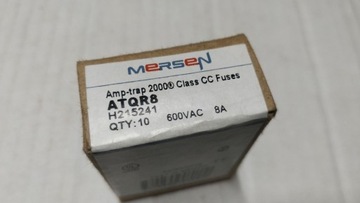 MERSEN
Amp-trap 2000® Class CC Fuses
ATQR8
H215241
QTY:10 600VAC 8A